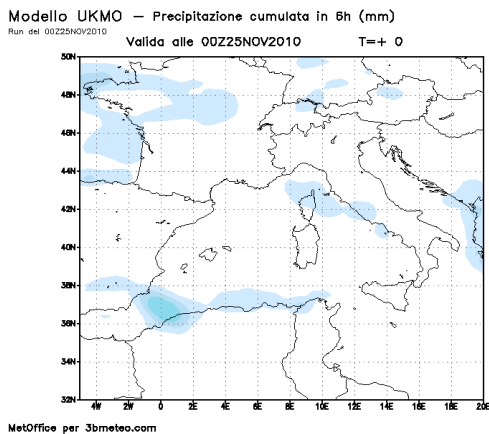 Modello UKMO – Precipitazione cumulata in 6h (mm)
Run del 00Z25NOV2010
Valida alle 00Z25NOV2010 T=+ 0
50N
48N
46N
44N
42N
40N
38N
36N
34N
32N
4W 2W 0 2E 4E 6E 8E 10E 12E 14E 16E 18E 20E
MetOffice per 3bmeteo.com